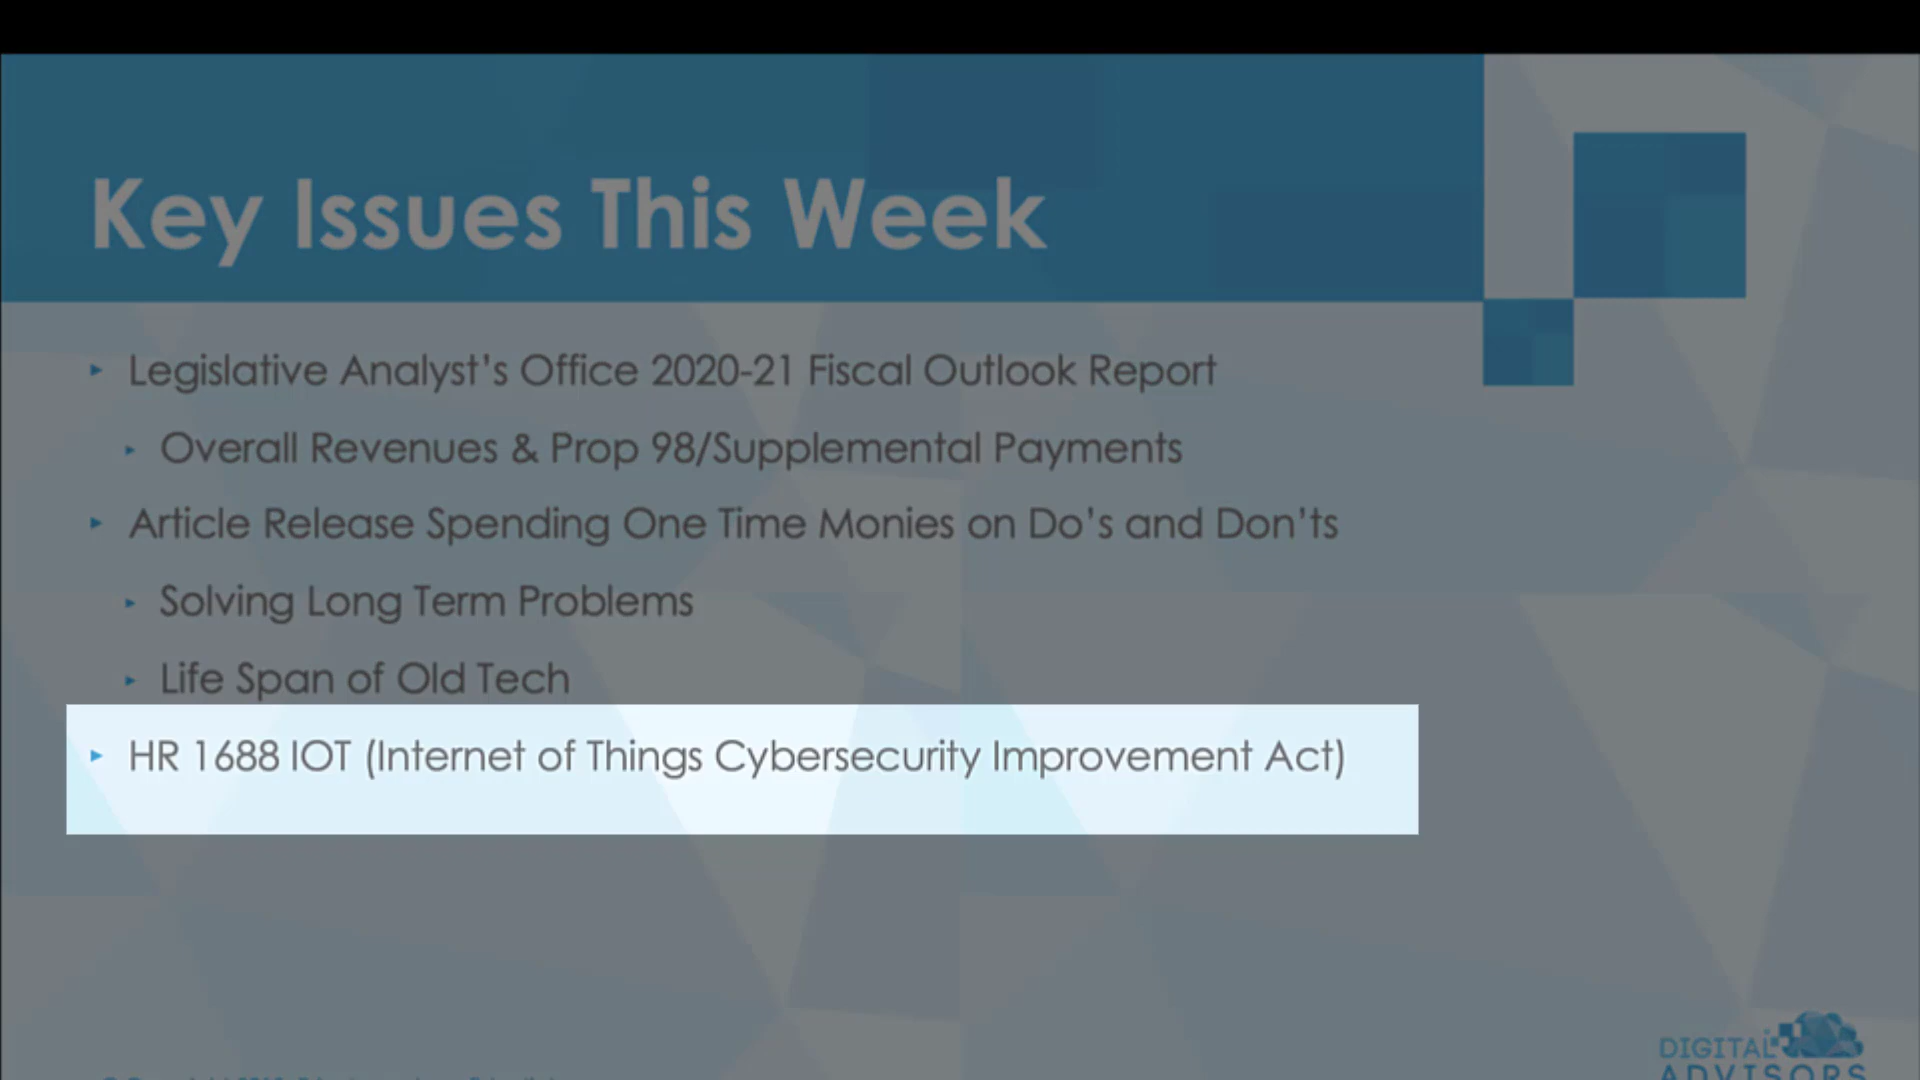 Key Issues This Week
Legislative Analyst's Office 2020-21 Fiscal Outlook Report
Overall Revenues & Prop 98/Supplemental Payments
Article Release Spending One Time Monies on Do's and Don'ts
Solving Long Term Problems
Life Span of Old Tech
HR 1688 IOT (Internet of Things Cybersecurity Improvement Act)
DIGITAL
ADVISORS